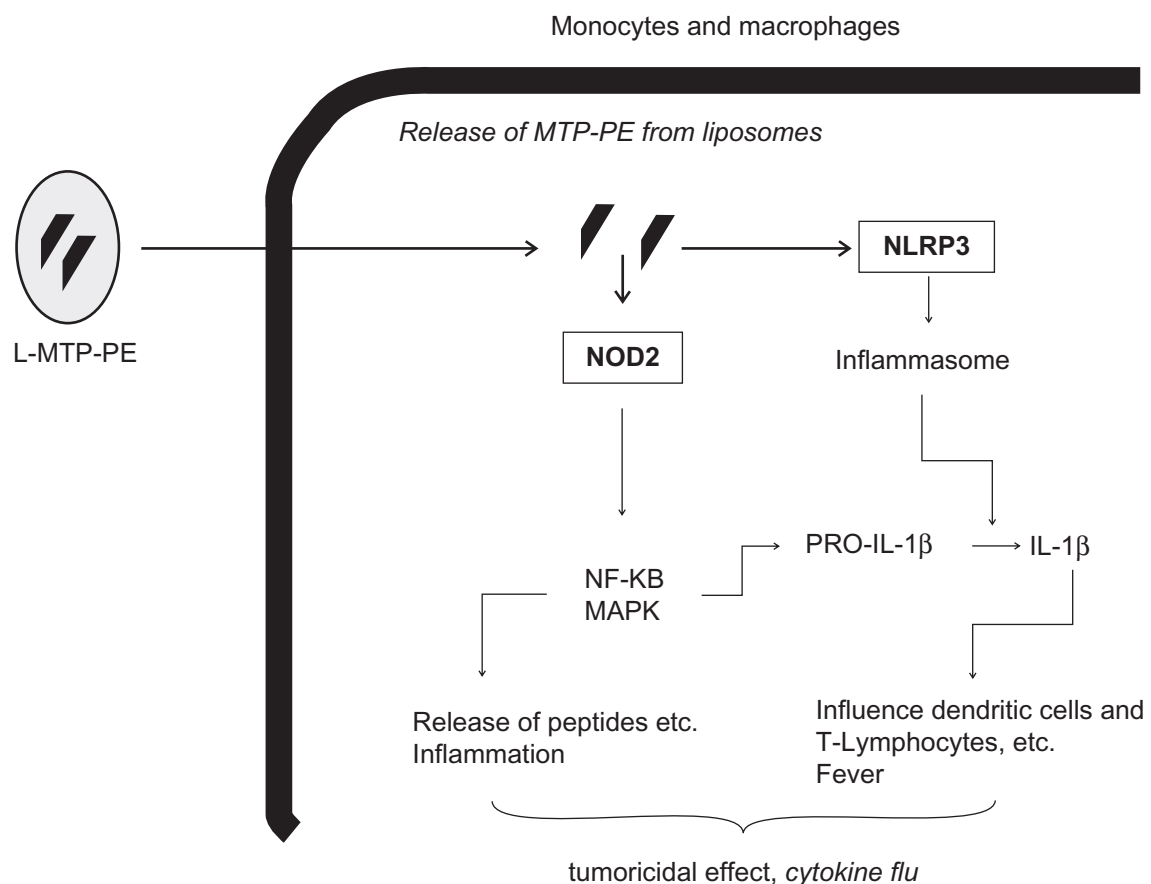 Monocytes and macrophages
Release of MTP-PE from liposomes
NLRP3
L-MTP-PE
NOD2
Inflammasome
PRO-IL-1β
IL-1β
NF-KB
MAPK
Release of peptides etc.
Inflammation
Influence dendritic cells and
T-Lymphocytes, etc.
Fever
tumoricidal effect, cytokine flu